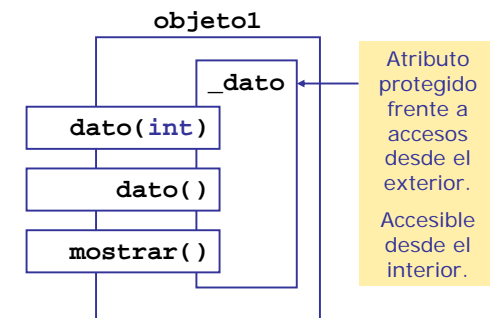 objeto1
_dato
dato(int)
dato()
mostrar()
Atributo
protegido
frente a
accesos
desde el
exterior.
Accesible
desde el
interior.